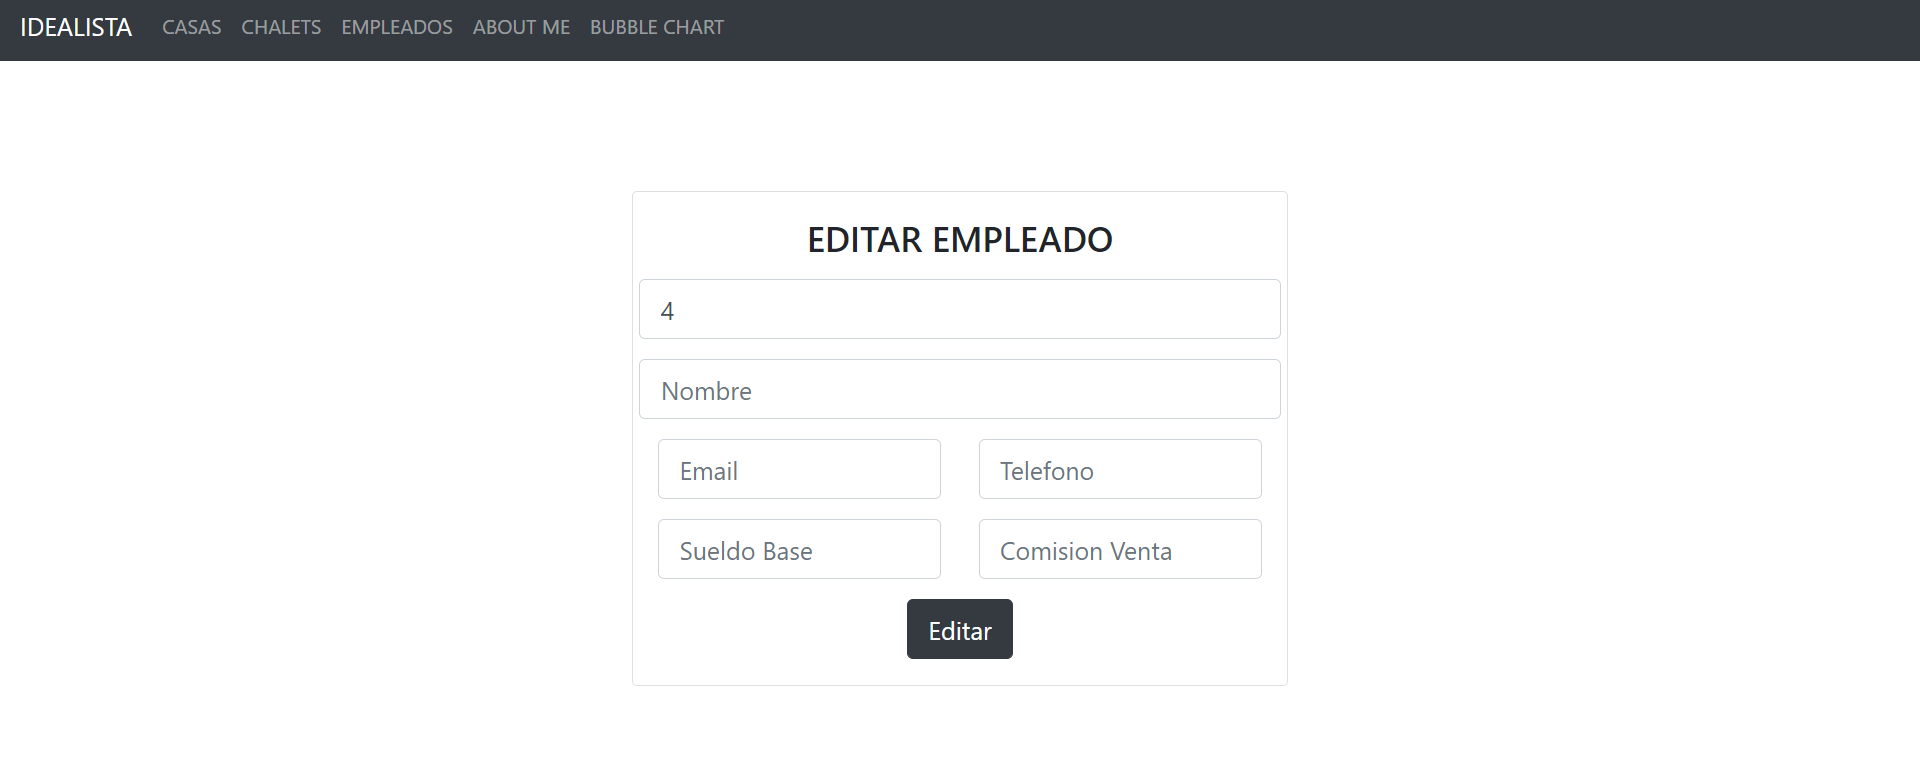 IDEALISTA CASAS CHALETS EMPLEADOS ABOUT ME BUBBLE CHART
EDITAR EMPLEADO
4
Nombre
Email Telefono
Sueldo Base Comision Venta
Editar